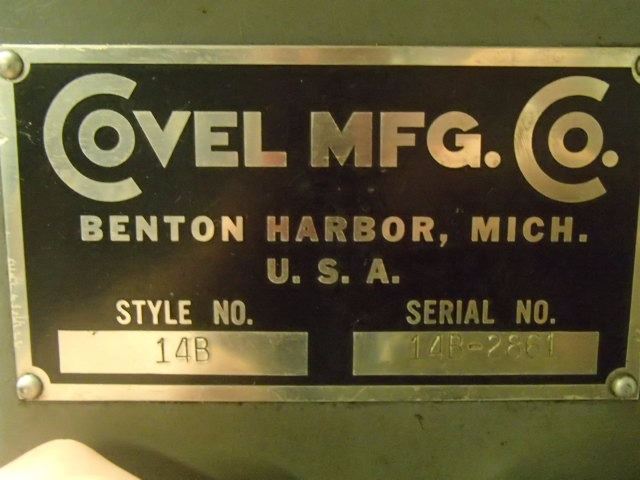 COVEL MFG. CO.
BENTON HARBOR, MICH.
U. S. A.
STYLE NO. SERIAL NO.
14B 14B-2861